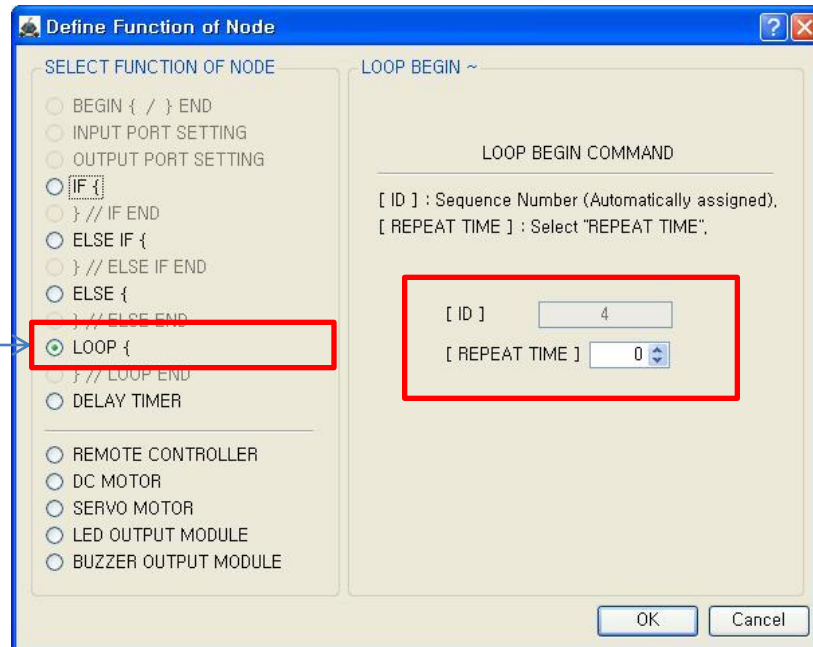 Define Function of Node
SELECT FUNCTION OF NODE
BEGIN { / } END
INPUT PORT SETTING
OUTPUT PORT SETTING
IF {
} // IF END
ELSE IF {
} // ELSE IF END
ELSE {
} // ELSE END
LOOP {
} // LOOP END
DELAY TIMER
REMOTE CONTROLLER
DC MOTOR
SERVO MOTOR
LED OUTPUT MODULE
BUZZER OUTPUT MODULE
LOOP BEGIN ~
LOOP BEGIN COMMAND
[ ID ] : Sequence Number (Automatically assigned),
[ REPEAT TIME ] : Select "REPEAT TIME",
[ ID ] 4
[ REPEAT TIME ] 0
OK Cancel